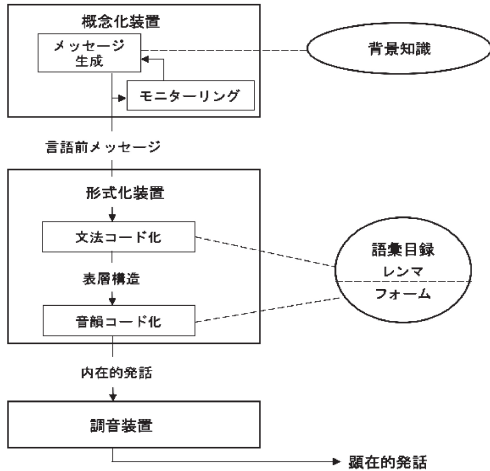 概念化装置
メッセージ
生成
背景知識
モニターリング
言語前メッセージ
形式化装置
文法コード化
語彙目録
レンマ
表層構造
フォーム
音韻コード化
内在的発話
調音装置
顕在的発話